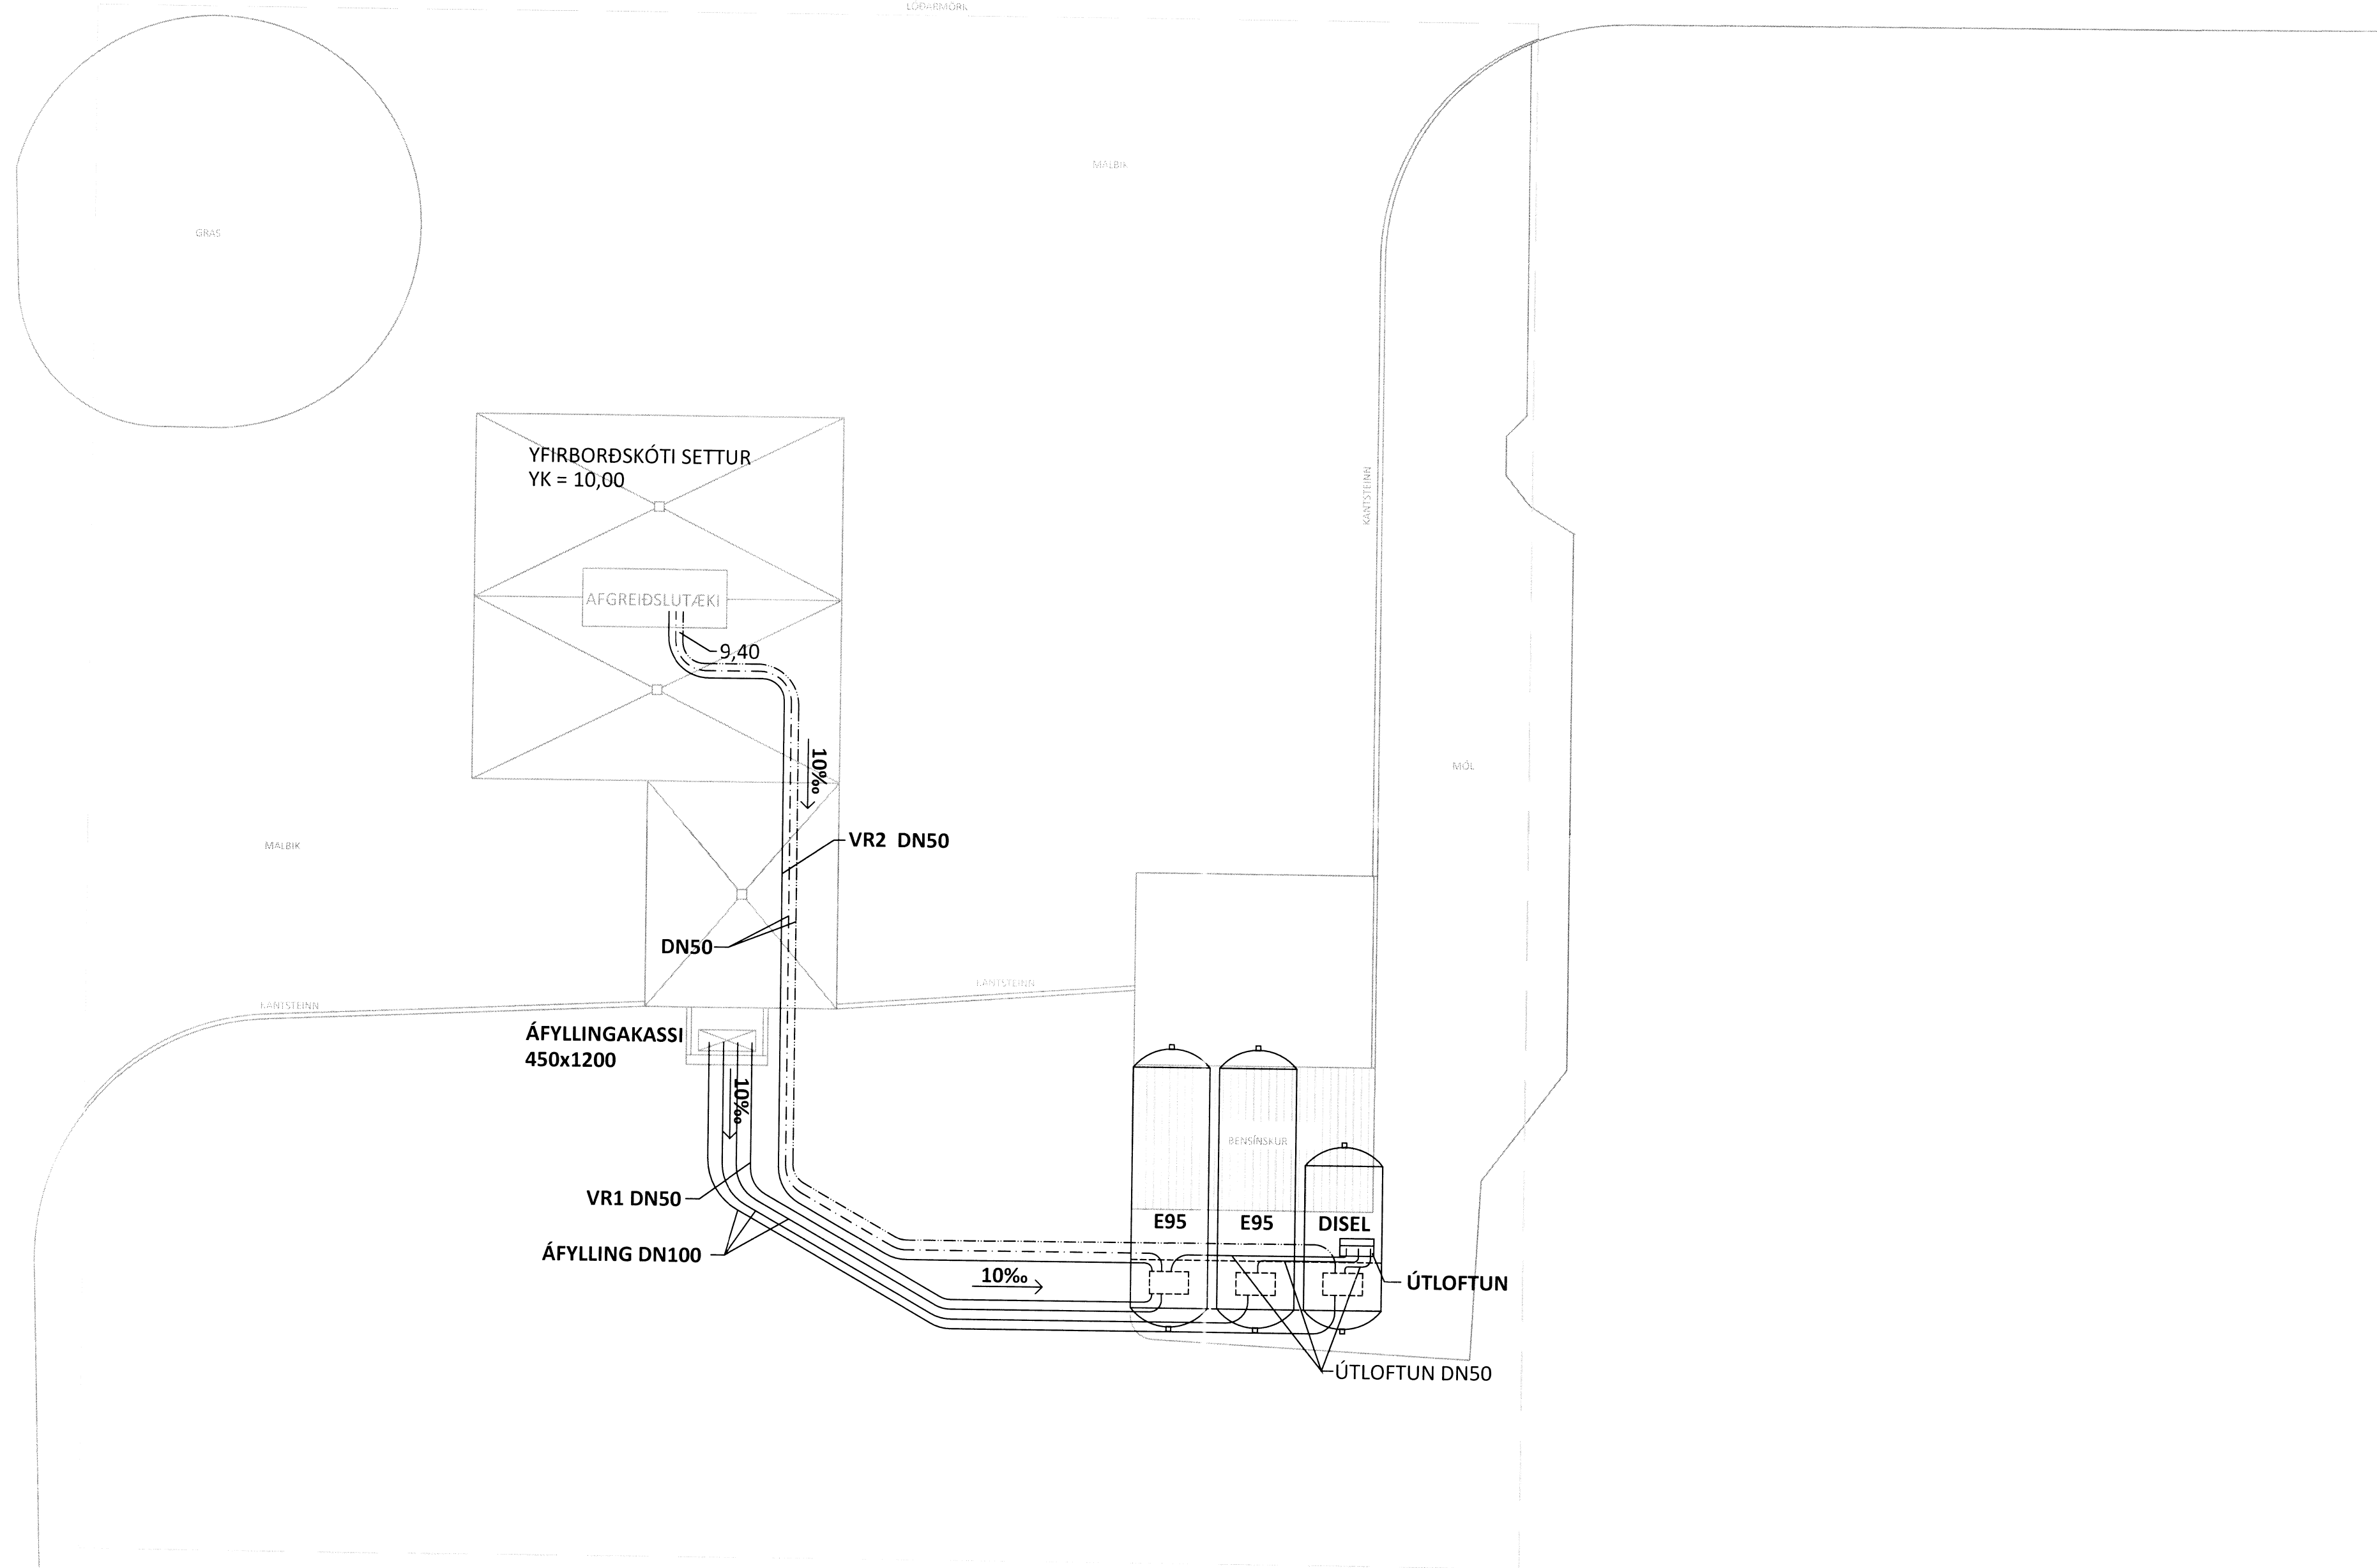 LÓÐARMÖRK
MALBIK
GRAS
YFIRBORÐSKÓTI SETTUR
YK = 10,00
KANTSTEINN
AFGREIÐSLUTÆKI
9,40
10‰
MÓL
VR2 DN50
MALBIK
DN50
KANTSTEINN
KANTSTEINN
ÁFYLLINGAKASSI
450x1200
10‰
BENSÍNSKÚR
VR1 DN50
E95
E95
DISEL
ÁFYLLING DN100
10‰
ÚTLOFTUN
ÚTLOFTUN DN50